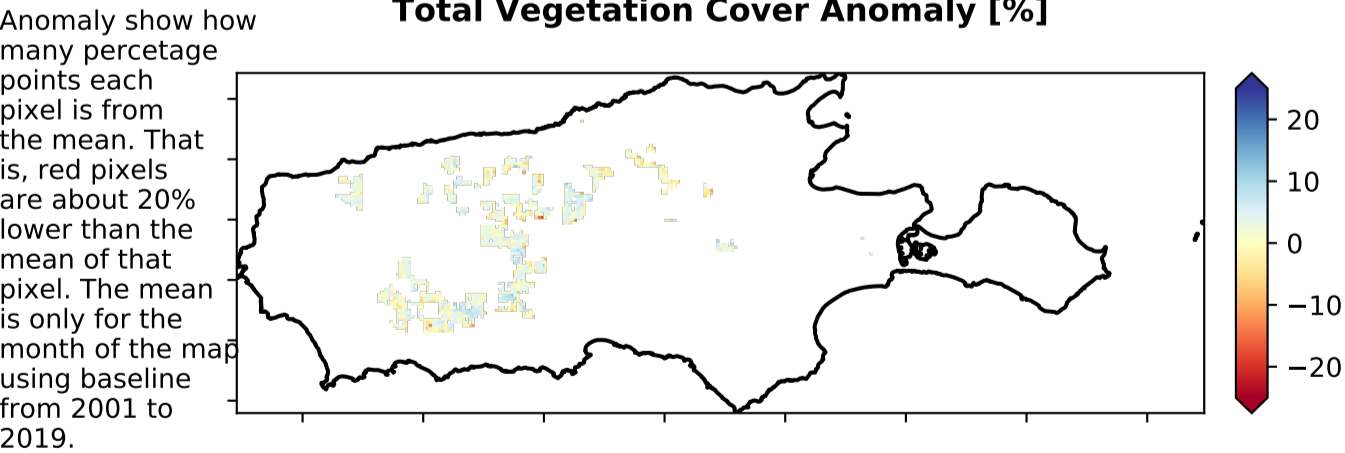 Total Vegetation Cover Anomaly [%]
Anomaly show how
many percetage
points each
pixel is from
the mean. That
is, red pixels
are about 20%
lower than the
mean of that
pixel. The mean
is only for the
month of the map
using baseline
from 2001 to
2019.
20
10
0
−10
−20